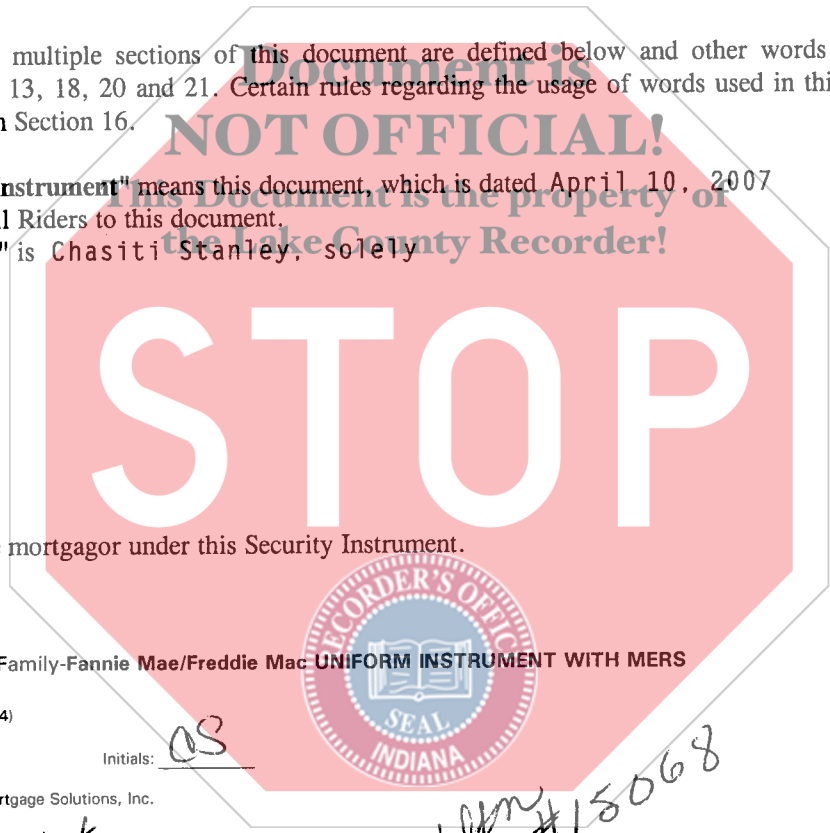 multiple sections of this document are defined below and other words
13, 18, 20 and 21. Certain rules regarding the usage of words used in thi
n Section 16.
nstrument" means this document, which is dated April 10, 2007
l Riders to this document.
" is Chasiti Stanley, solely
Document is
NOT OFFICIAL!
This Document is the property of
the Lake County Recorder!
STOP
mortgagor under this Security Instrument.
RECORDER'S OFFICE
SEAL
INDIANA
Family-Fannie Mae/Freddie Mac UNIFORM INSTRUMENT WITH MERS
4)
Initials: CS
rtgage Solutions, Inc.
#15068